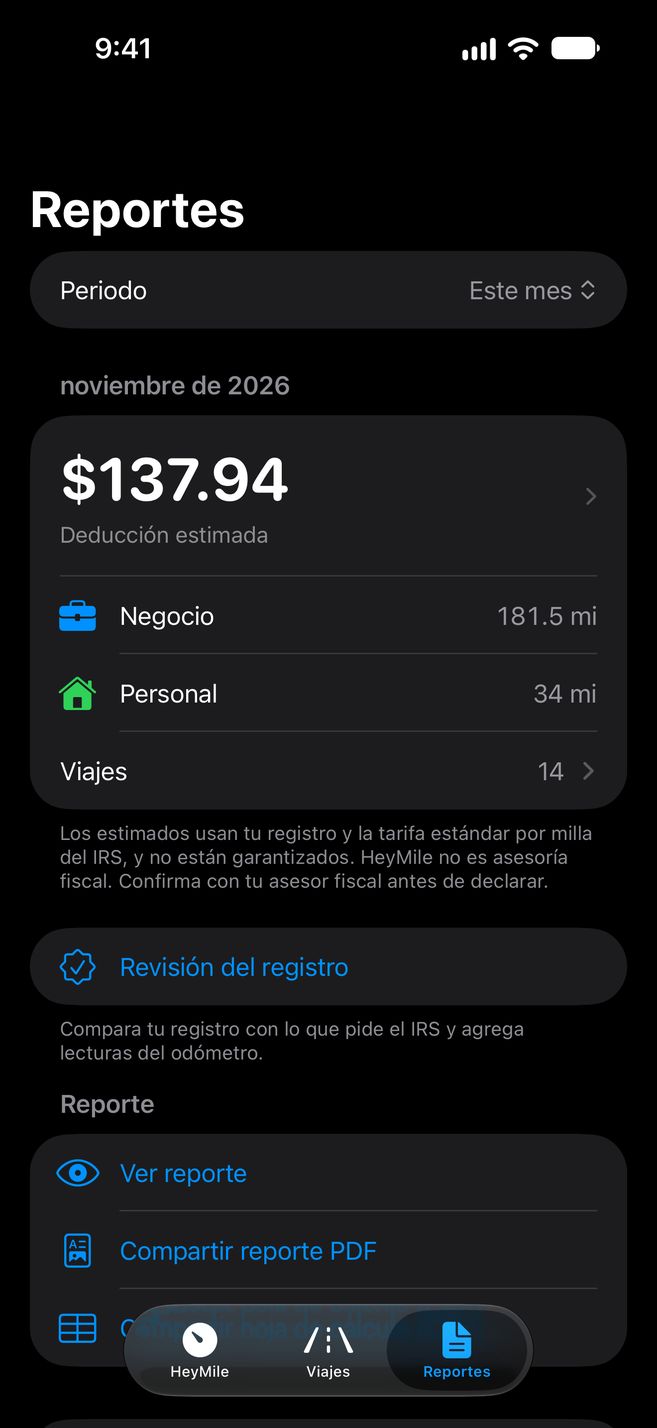 9:41
Reportes
Periodo
Este mes
noviembre de 2026
$137.94
Deducción estimada
Negocio
181.5 mi
Personal
34 mi
Viajes
14
Los estimados usan tu registro y la tarifa estándar por milla
del IRS, y no están garantizados. HeyMile no es asesoría
fiscal. Confirma con tu asesor fiscal antes de declarar.
Revisión del registro
Compara tu registro con lo que pide el IRS y agrega
lecturas del odómetro.
Reporte
Ver reporte
Compartir reporte PDF
HeyMile
Viajes
Reportes